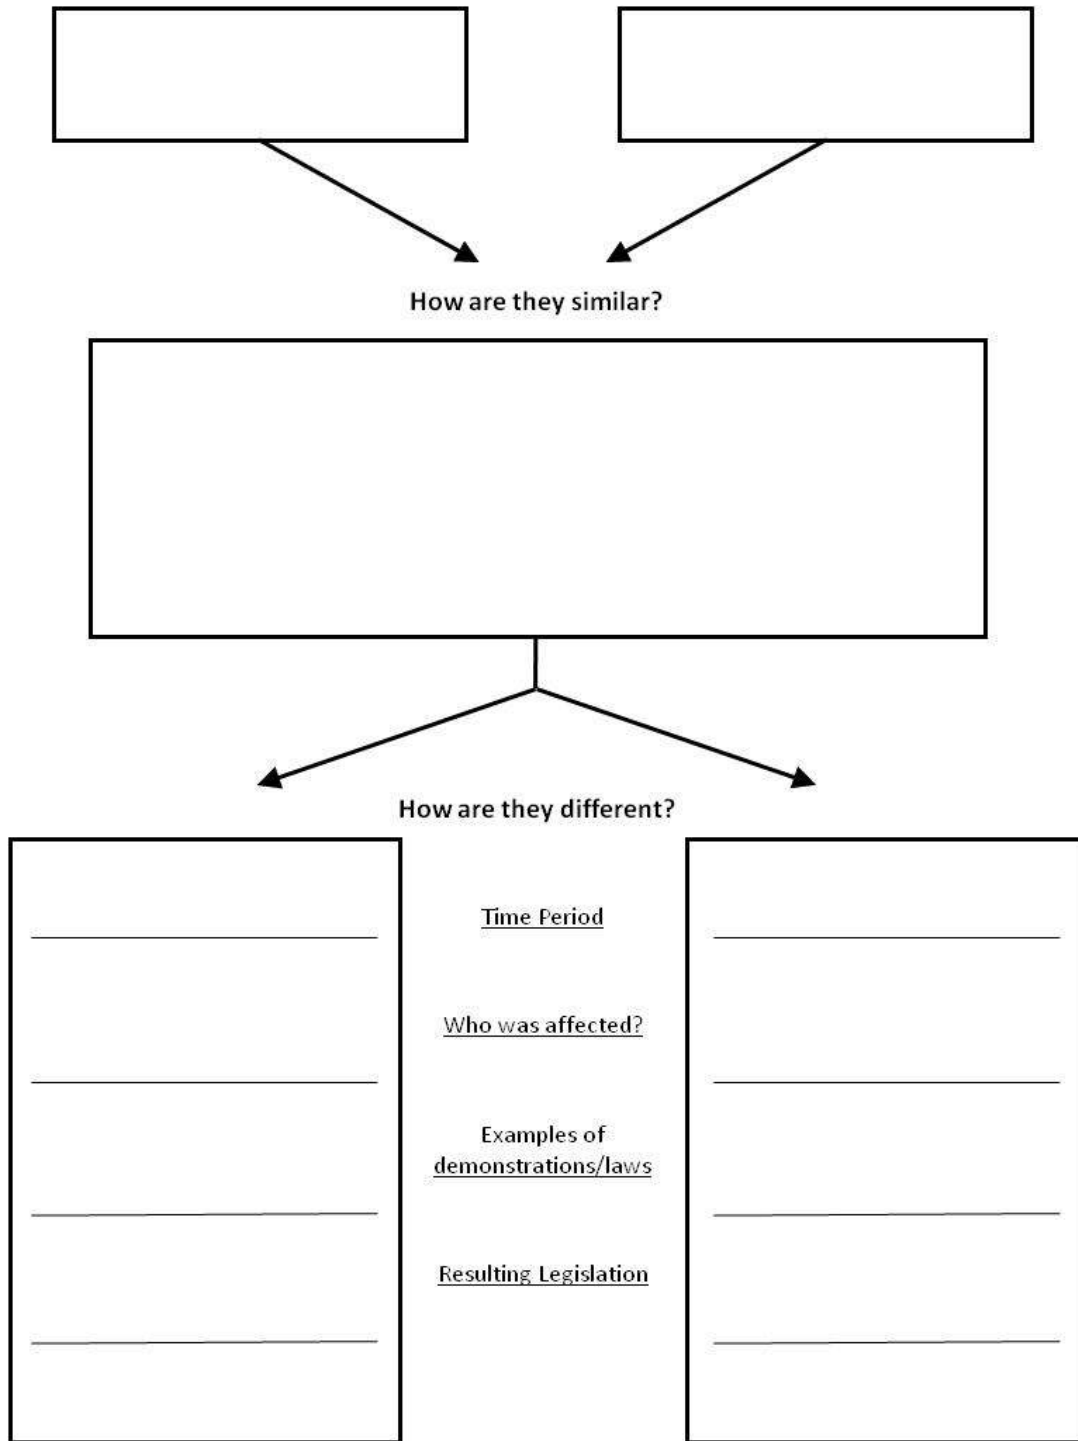 How are they similar?
How are they different?
Time Period
Who was affected?
Examples of
demonstrations/laws
Resulting Legislation